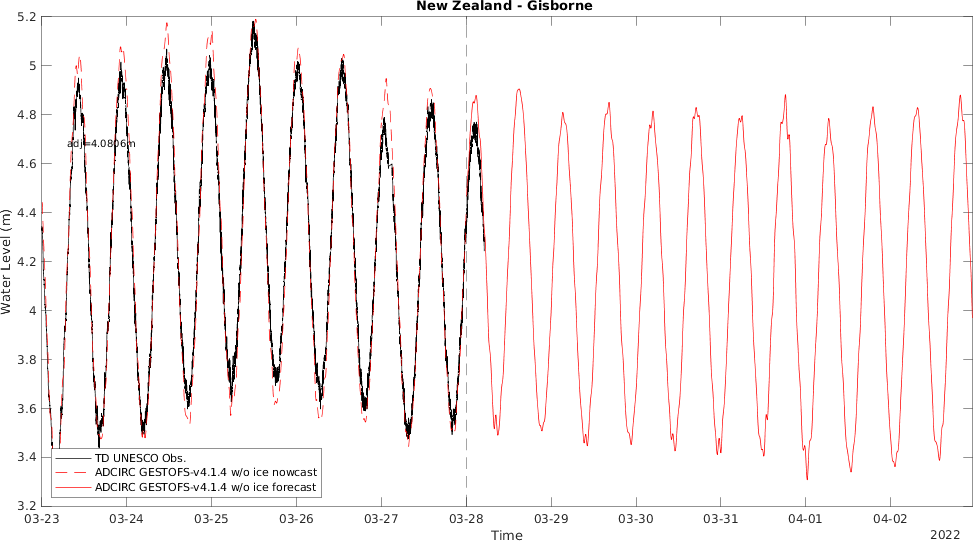 New Zealand - Gisborne
5.2
5
4.8
adj=4.0806m
4.6
4.4
4.2
4
3.8
3.6
3.4
3.2
Water Level (m)
TD UNESCO Obs.
ADCIRC GESTOFS-v4.1.4 w/o ice nowcast
ADCIRC GESTOFS-v4.1.4 w/o ice forecast
03-23 03-24 03-25 03-26 03-27 03-28 03-29 03-30 03-31 04-01 04-02
Time
2022